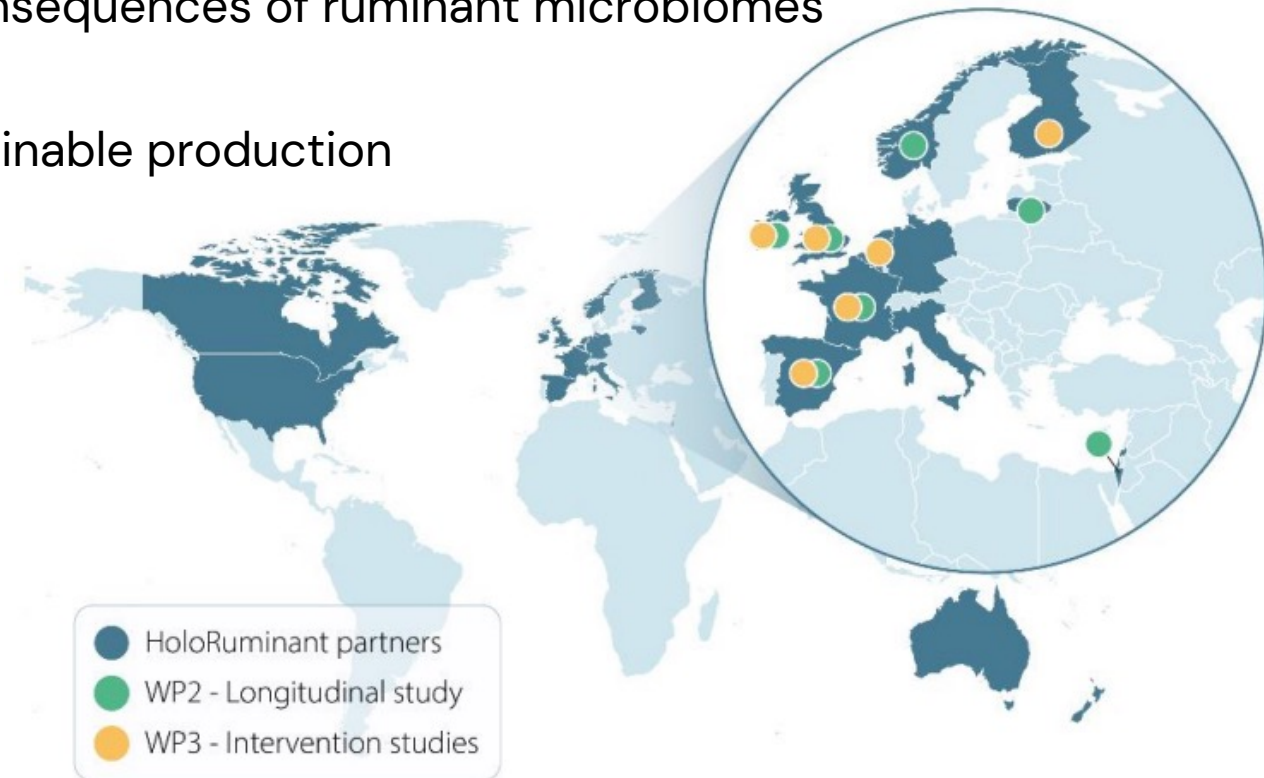 nsequences of ruminant microbiomes
inable production
HoloRuminant partners
WP2 - Longitudinal study
WP3 - Intervention studies